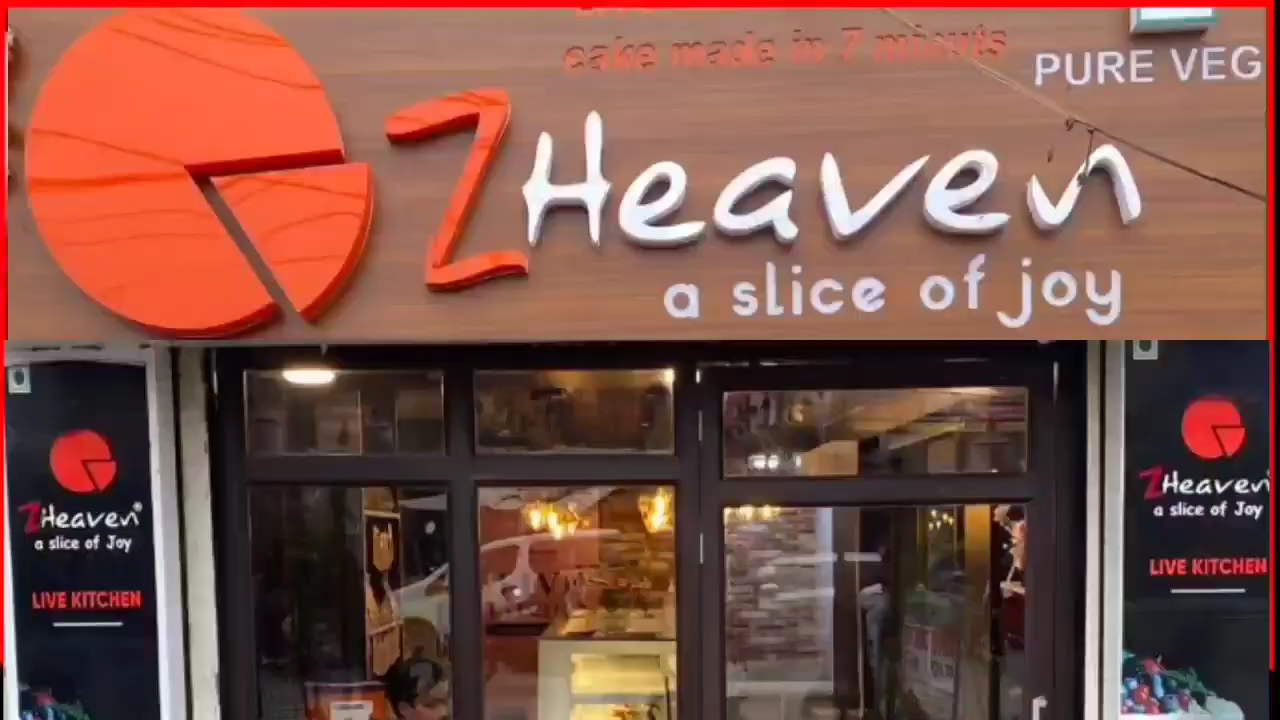 cake made in 7 minuts
PURE VEG
ZHeaven
a slice of joy
ZHeaven®
a slice of Joy
LIVE KITCHEN
ZHeaven
a slice of Joy
LIVE KITCHEN